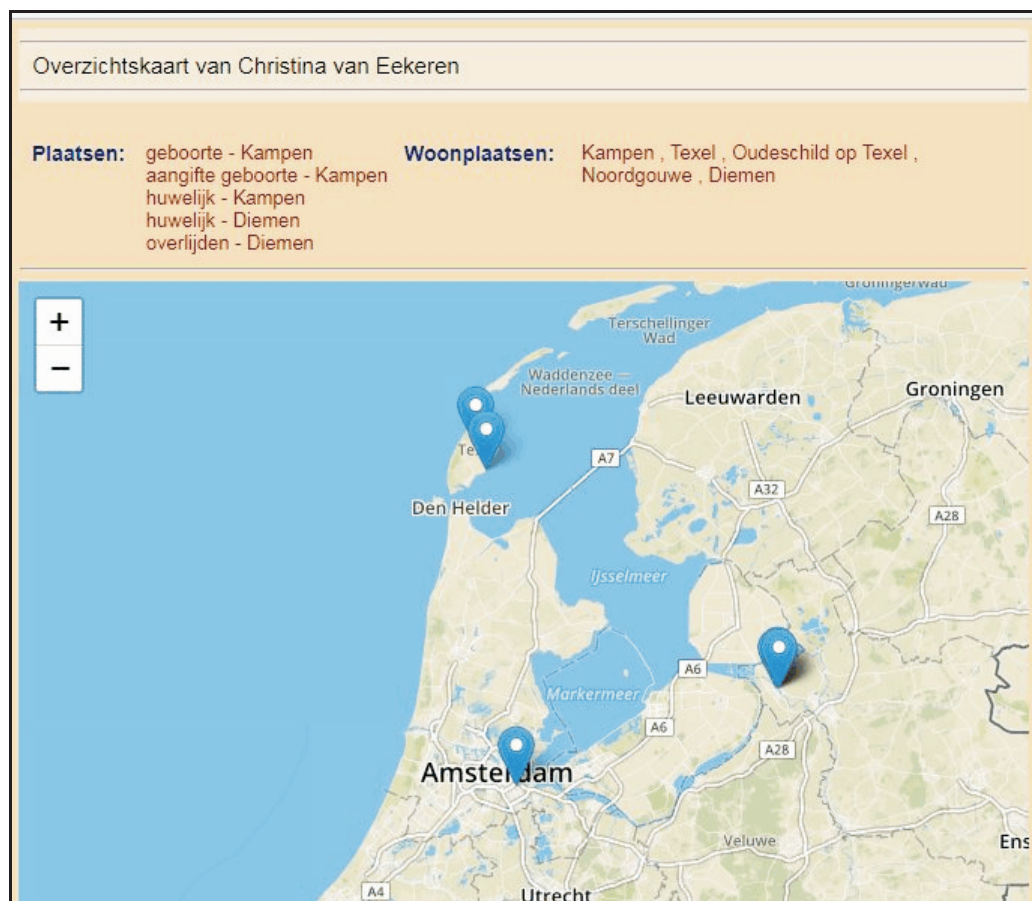 Overzichtskaart van Christina van Eekeren
Plaatsen:
geboorte - Kampen
aangifte geboorte - Kampen
huwelijk - Kampen
huwelijk - Diemen
overlijden - Diemen
Woonplaatsen:
Kampen , Texel , Oudeschild op Texel ,
Noordgouwe , Diemen
+
−
Groningerwad
Terschellinger
Wad
Waddenzee —
Nederlands deel
Leeuwarden
Groningen
A7
A32
A28
Den Helder
Ijsselmeer
A6
Markermeer
A6
A28
Amsterdam
Veluwe
Ens
A4
Utrecht